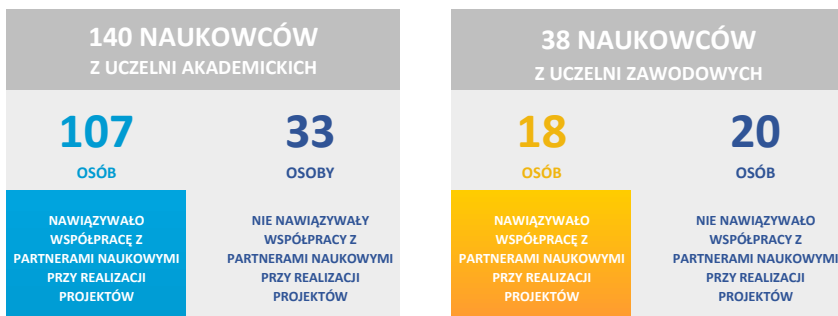 140 NAUKOWCÓW
Z UCZELNI AKADEMICKICH
107
OSÓB
NAWIĄZYWAŁO
WSPÓŁPRACĘ Z
PARTNERAMI NAUKOWYMI
PRZY REALIZACJI
PROJEKTÓW
33
OSOBY
NIE NAWIĄZYWAŁY
WSPÓŁPRACY Z
PARTNERAMI NAUKOWYMI
PRZY REALIZACJI
PROJEKTÓW
38 NAUKOWCÓW
Z UCZELNI ZAWODOWYCH
18
OSÓB
NAWIĄZYWAŁO
WSPÓŁPRACĘ Z
PARTNERAMI NAUKOWYMI
PRZY REALIZACJI
PROJEKTÓW
20
OSÓB
NIE NAWIĄZYWAŁO
WSPÓŁPRACY Z
PARTNERAMI NAUKOWYMI
PRZY REALIZACJI
PROJEKTÓW